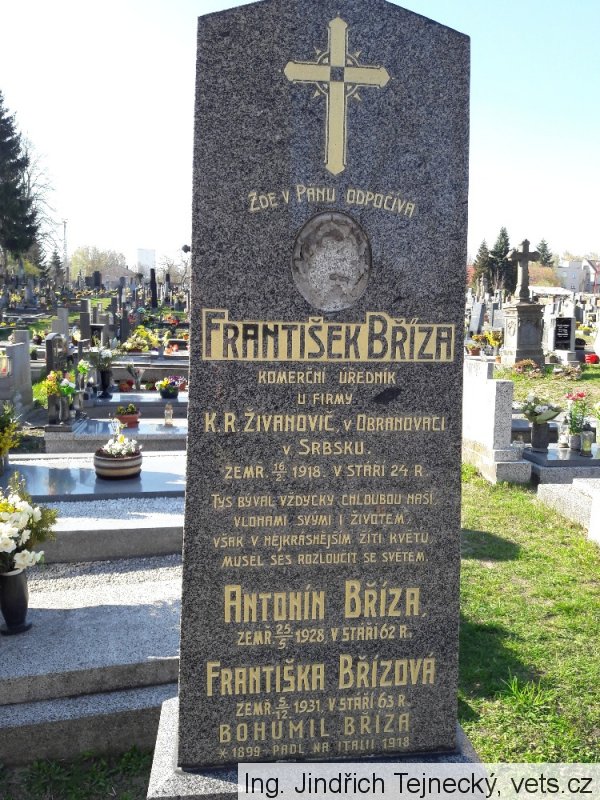 Zde v Pánu odpočívá
František Bříza
komerční úředník
u firmy
K.R. Živanovič, v Obranovaci
v Srbsku.
zemř. 16/2 1918. v stáří 24 r.
Tys býval vždycky chloubou naší
vlohami svými i životem,
však v nejkrásnějším žití květu
musel ses rozloučit se světem.
Antonín Bříza,
zemř. 25/5 1928 v stáří 62 r.
Františka Břízová
zemř. 5/12 1931. v stáří 63 r.
Bohumil Bříza
* 1899 - padl na Italii 1918
Ing. Jindřich Tejnecký, vets.cz